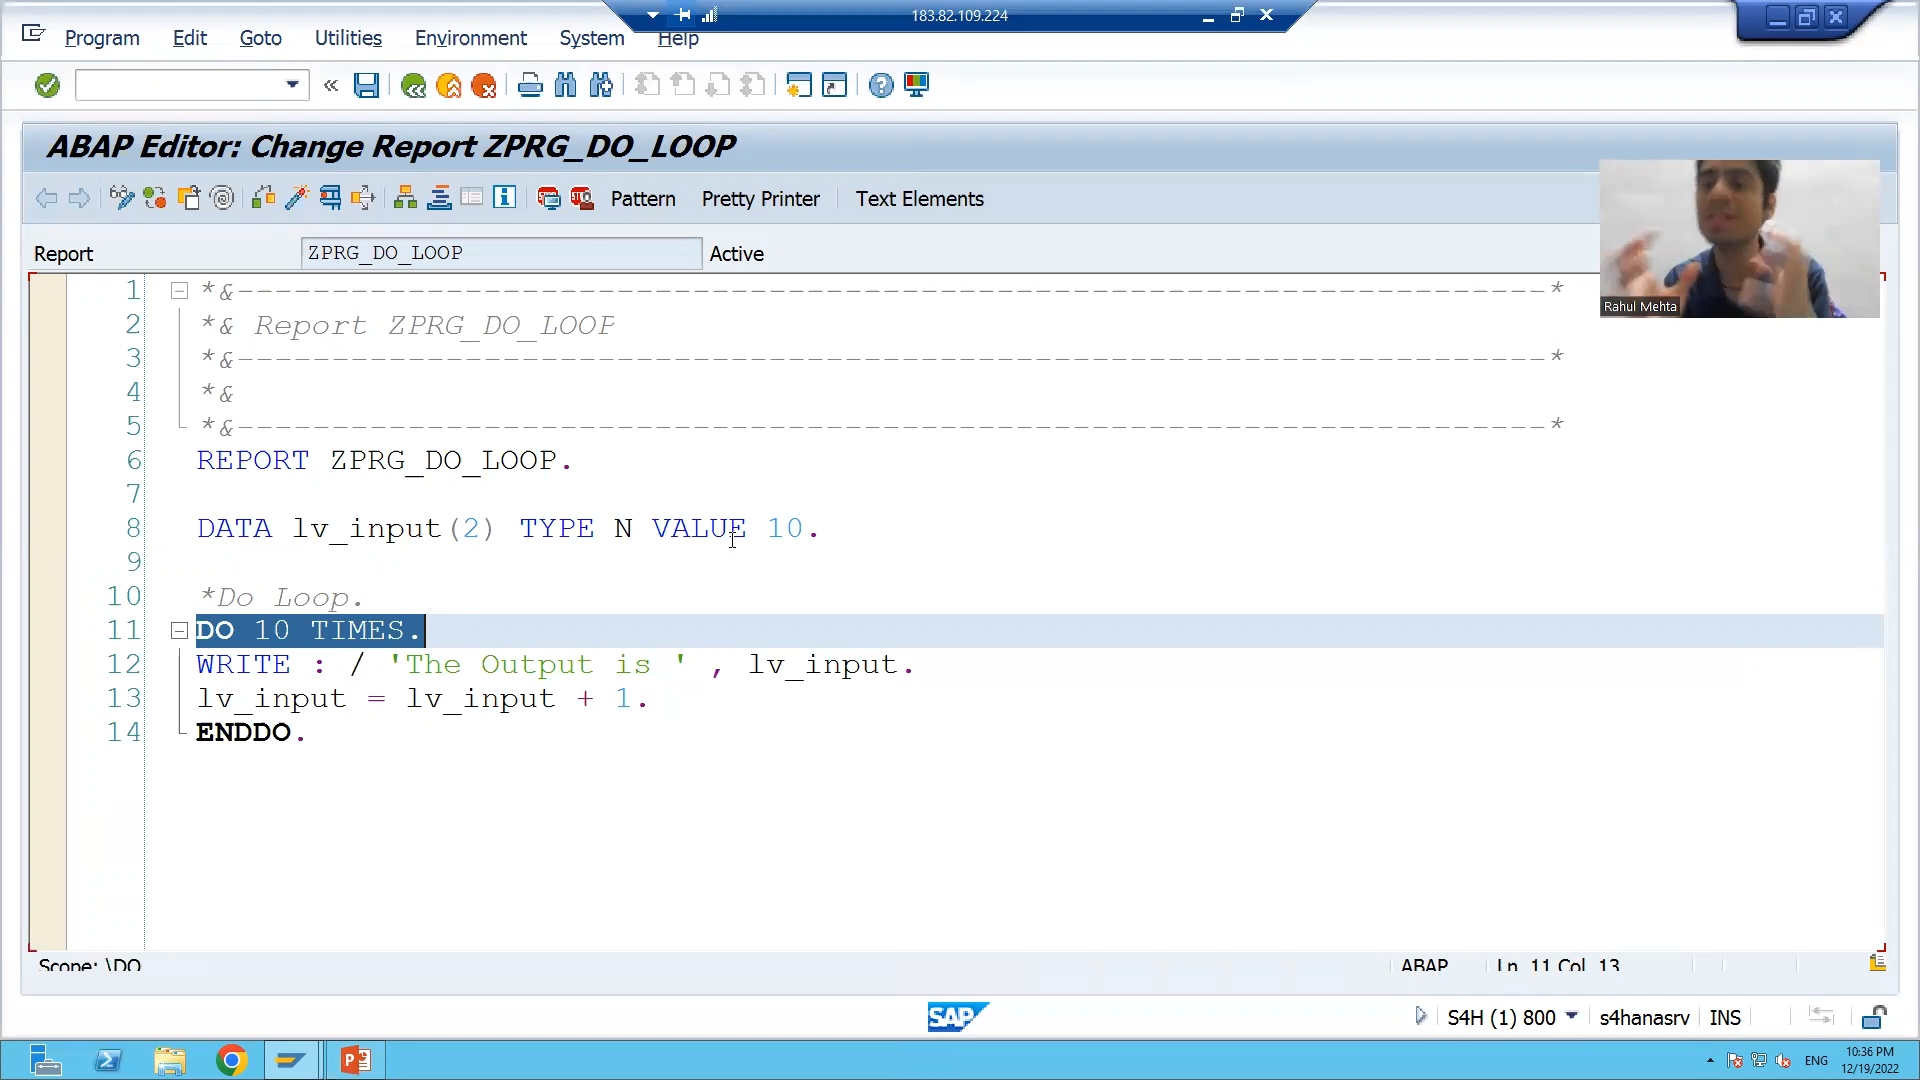 183.82.109.224
Program Edit Goto Utilities Environment System Help
ABAP Editor: Change Report ZPRG_DO_LOOP
Pattern Pretty Printer Text Elements
Report ZPRG_DO_LOOP Active
Rahul Mehta
1 *&---------------------------------------------------------------------*
2 *& Report ZPRG_DO_LOOP
3 *&---------------------------------------------------------------------*
4 *&
5 *&---------------------------------------------------------------------*
6 REPORT ZPRG_DO_LOOP.
7
8 DATA lv_input(2) TYPE N VALUE 10.
9
10 *Do Loop.
11 DO 10 TIMES.
12 WRITE : / 'The Output is ' , lv_input.
13 lv_input = lv_input + 1.
14 ENDDO.
Scope: \DO ABAP Ln 11 Col 13
SAP S4H (1) 800 s4hanasrv INS
ENG 10:36 PM
12/19/2022